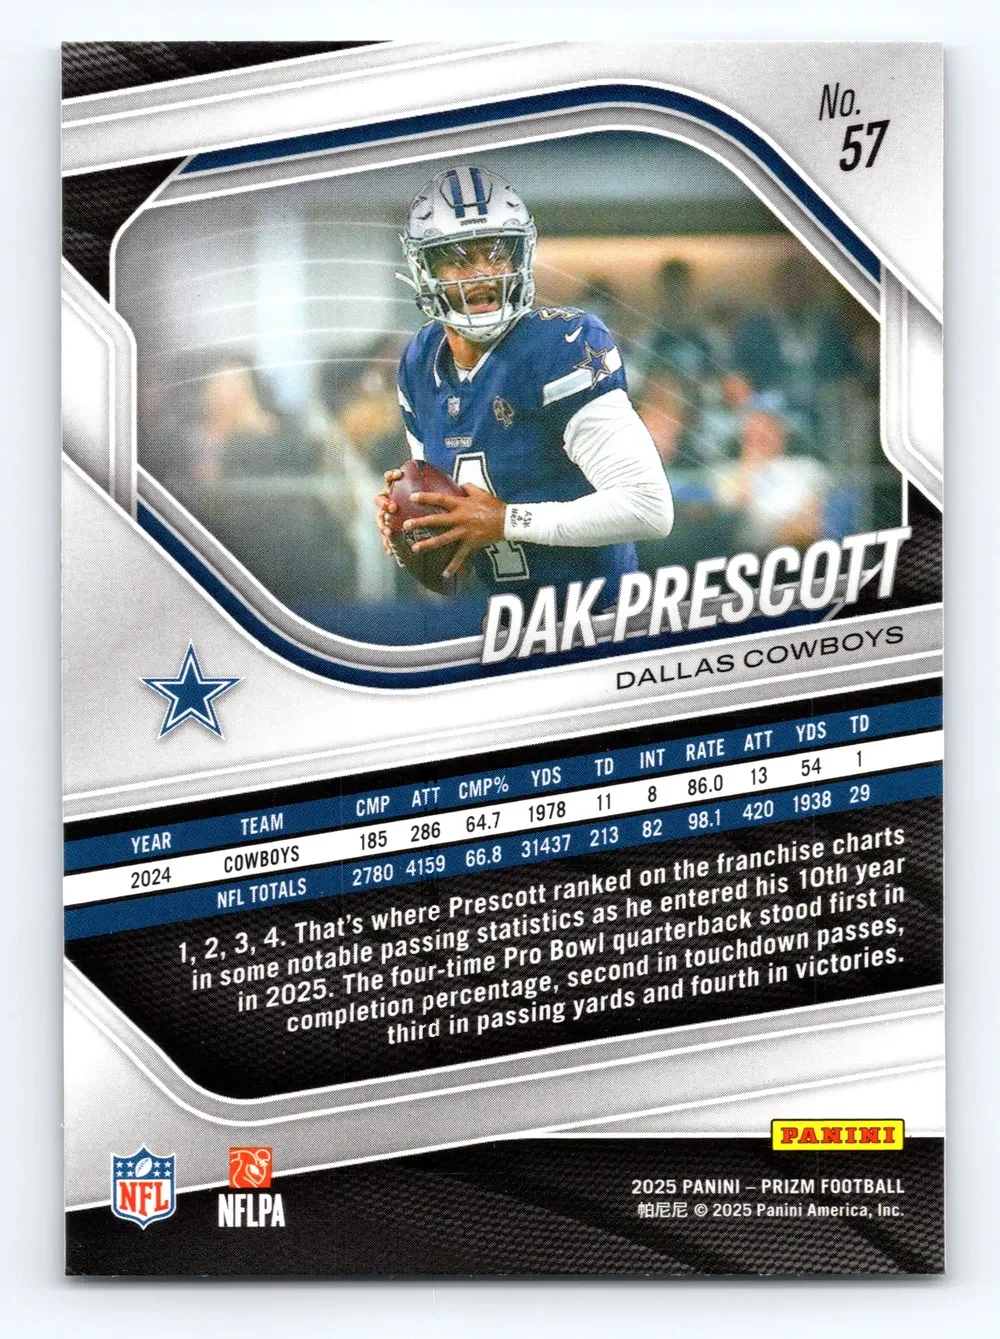 No.
57
DAK PRESCOTT
DALLAS COWBOYS
YEAR TEAM CMP ATT CMP% YDS TD INT RATE ATT YDS TD
2024 COWBOYS 185 286 64.7 1978 11 8 86.0 13 54 1
NFL TOTALS 2780 4159 66.8 31437 213 82 98.1 420 1938 29
1, 2, 3, 4. That's where Prescott ranked on the franchise charts
in some notable passing statistics as he entered his 10th year
in 2025. The four-time Pro Bowl quarterback stood first in
completion percentage, second in touchdown passes,
third in passing yards and fourth in victories.
PANINI
NFL
NFLPA
2025 PANINI – PRIZM FOOTBALL
帕尼尼 © 2025 Panini America, Inc.